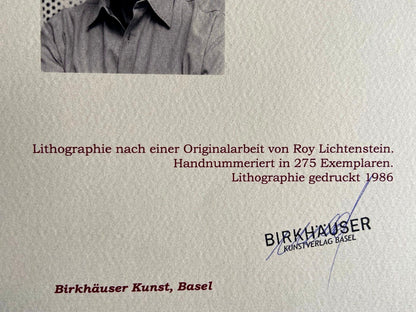 Lithographie nach einer Originalarbeit von Roy Lichtenstein.
Handnummeriert in 275 Exemplaren.
Lithographie gedruckt 1986
BIRKHÄUSER
KUNSTVERLAG BASEL
Birkhäuser Kunst, Basel